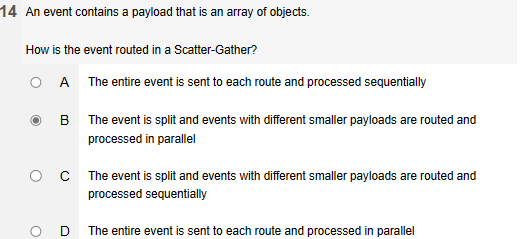 14 An event contains a payload that is an array of objects.
How is the event routed in a Scatter-Gather?
A The entire event is sent to each route and processed sequentially
B The event is split and events with different smaller payloads are routed and
processed in parallel
C The event is split and events with different smaller payloads are routed and
processed sequentially
D The entire event is sent to each route and processed in parallel